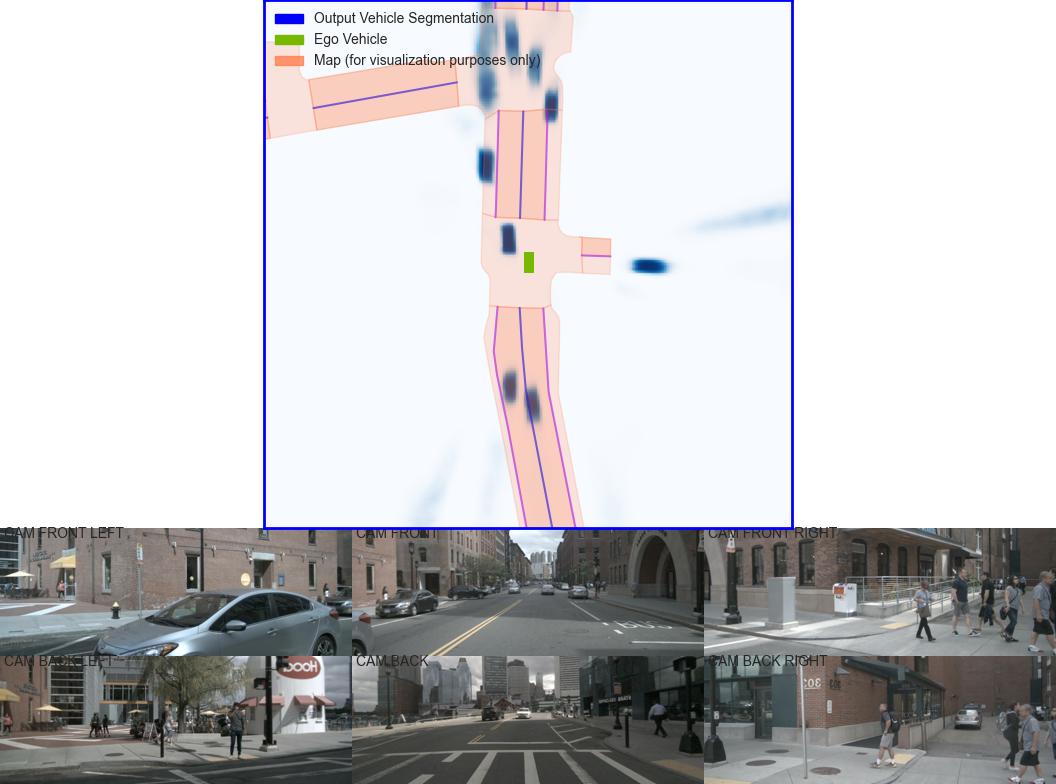 Output Vehicle Segmentation
Ego Vehicle
Map (for visualization purposes only)
CAM FRONT LEFT
CAM FRONT
CAM FRONT RIGHT
CAM BACK LEFT
CAM BACK
CAM BACK RIGHT